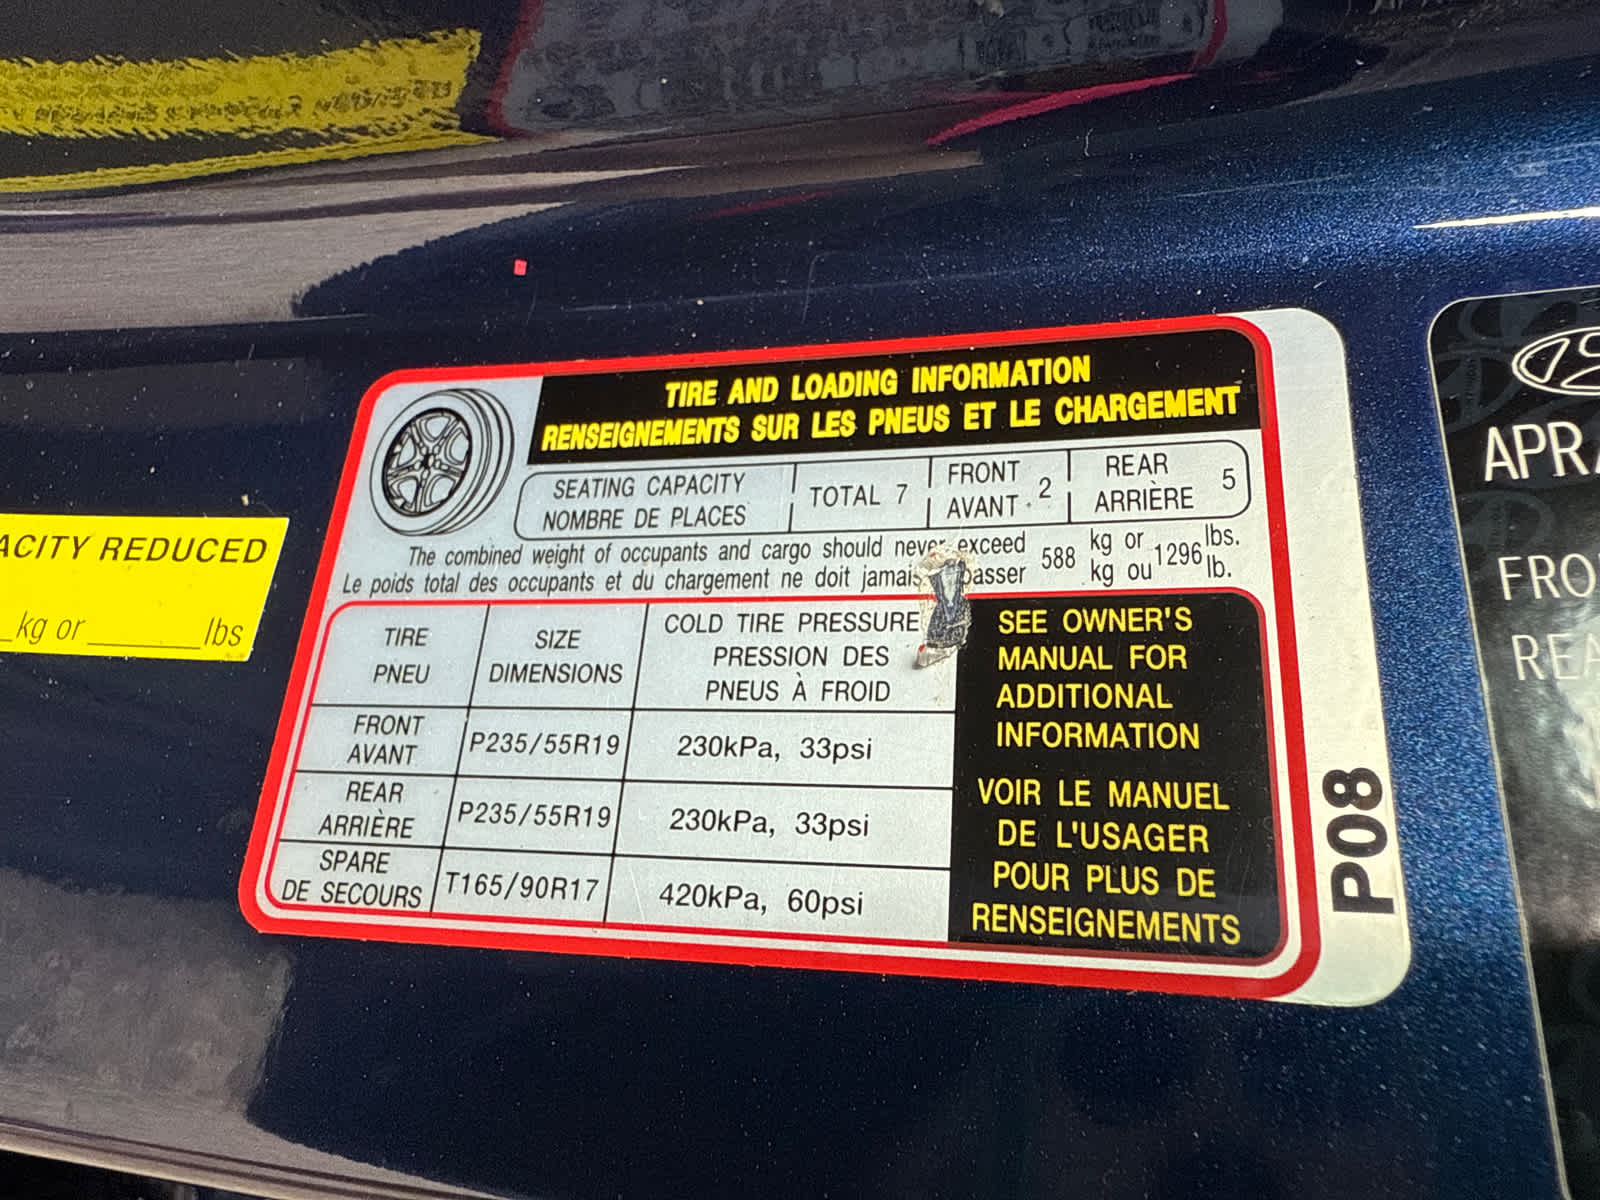 TIRE AND LOADING INFORMATION
RENSEIGNEMENTS SUR LES PNEUS ET LE CHARGEMENT
SEATING CAPACITY
NOMBRE DE PLACES
TOTAL 7
FRONT
AVANT
2
REAR
ARRIÈRE
5
The combined weight of occupants and cargo should never exceed 588 kg or 1296 lbs.
Le poids total des occupants et du chargement ne doit jamais 588 kg ou 1296 lb.
TIRE
PNEU
SIZE
DIMENSIONS
COLD TIRE PRESSURE
PRESSION DES
PNEUS À FROID
FRONT
AVANT
P235/55R19
230kPa, 33psi
REAR
ARRIÈRE
P235/55R19
230kPa, 33psi
SPARE
DE SECOURS
T165/90R17
420kPa, 60psi
SEE OWNER'S
MANUAL FOR
ADDITIONAL
INFORMATION
VOIR LE MANUEL
DE L'USAGER
POUR PLUS DE
RENSEIGNEMENTS
P08
ACITY REDUCED
kg or lbs
APR
FRO
REA